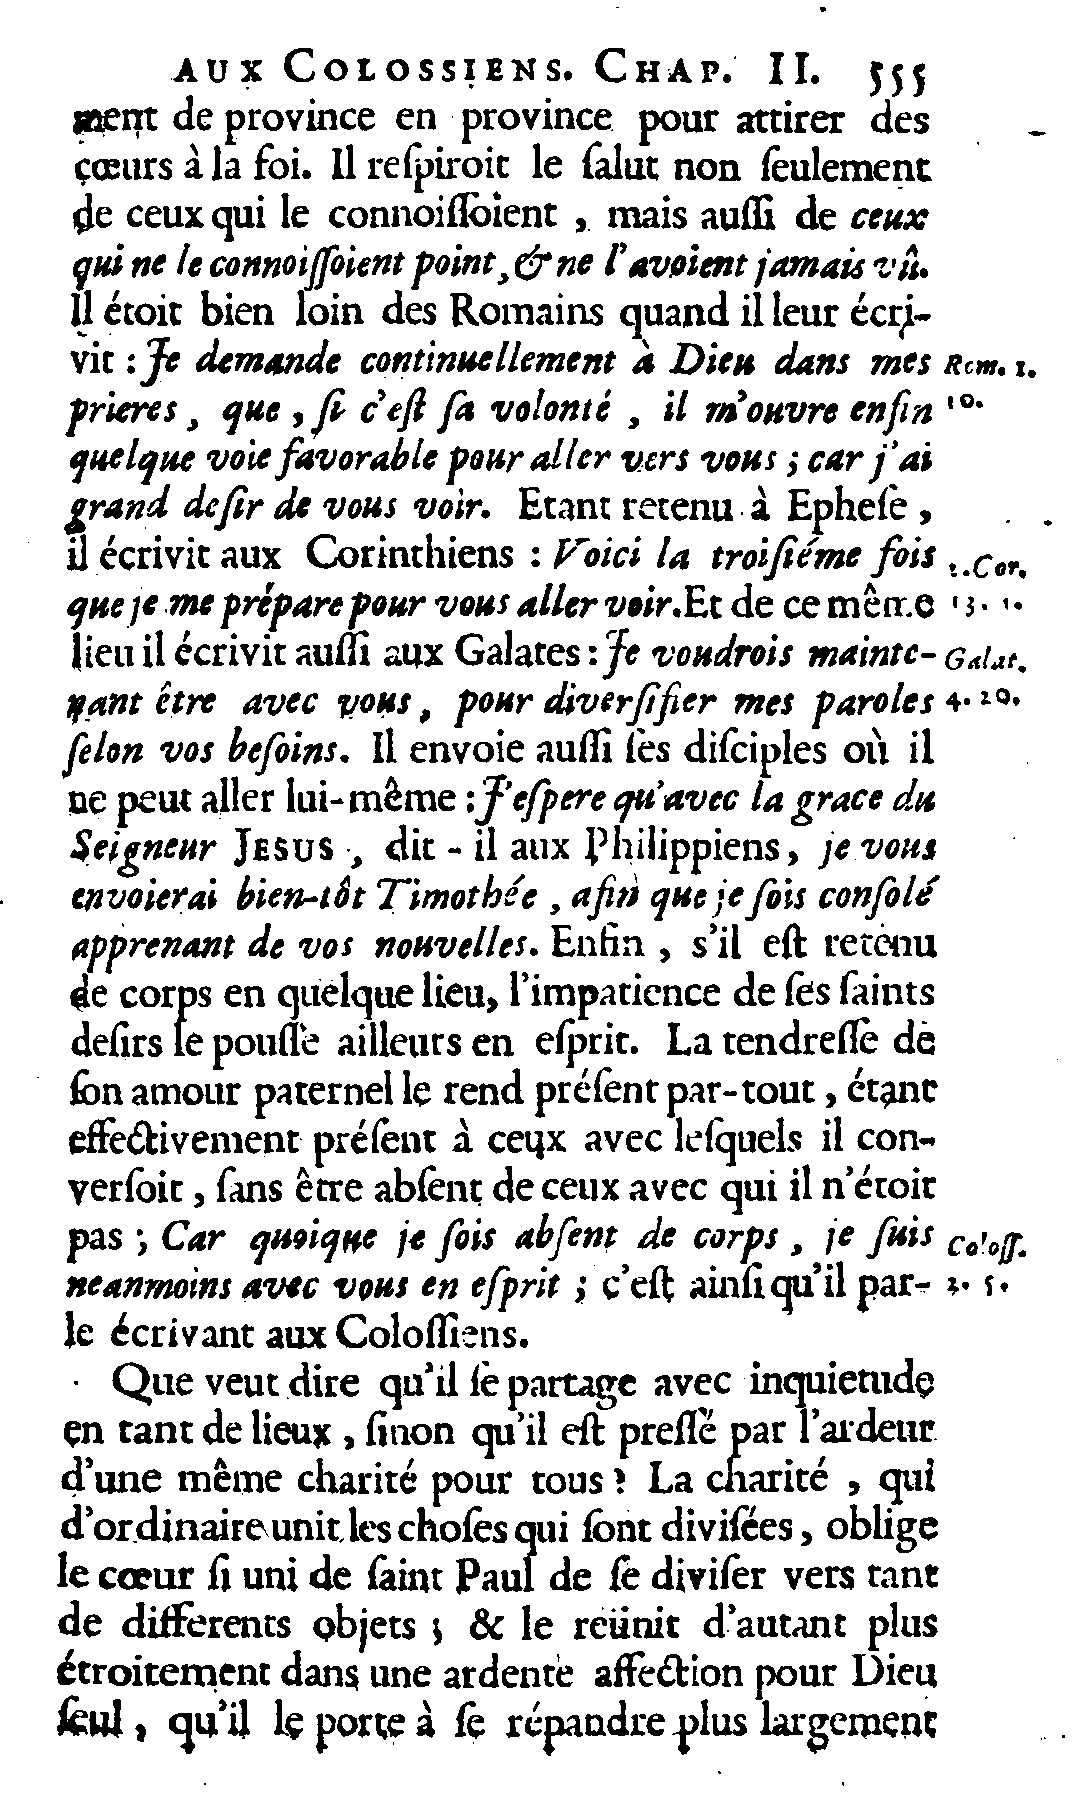 AUX COLOSSIENS. CHAP. II. 555
ment de province en province pour attirer des
cœurs à la foi. Il reſpiroit le ſalut non ſeulement
de ceux qui le connoiſſoient , mais auſſi de ceux
qui ne le connoiſſoient point, & ne l'avoient jamais vû.
Il étoit bien loin des Romains quand il leur écri-
vit : Je demande continuellement à Dieu dans mes Rom. 1.
prieres , que , ſi c'eſt ſa volonté , il m'ouvre enfin 10.
quelque voie favorable pour aller vers vous ; car j'ai
grand deſir de vous voir. Etant retenu à Epheſe ,
il écrivit aux Corinthiens : Voici la troiſiéme fois 2. Cor.
que je me prépare pour vous aller voir. Et de ce même 13. 1.
lieu il écrivit auſſi aux Galates : Je voudrois mainte- Galat.
nant être avec vous , pour diverſifier mes paroles 4. 20.
ſelon vos beſoins. Il envoie auſſi ſes diſciples où il
ne peut aller lui-même : J'eſpere qu'avec la grace du
Seigneur JESUS , dit-il aux Philippiens, je vous
envoierai bien-tôt Timothée , afin que je ſois conſolé
apprenant de vos nouvelles. Enfin , s'il eſt retenu
de corps en quelque lieu, l'impatience de ſes ſaints
deſirs le pouſſe ailleurs en eſprit. La tendreſſe de
ſon amour paternel le rend préſent par-tout , étant
effectivement préſent à ceux avec leſquels il con-
verſoit , ſans être abſent de ceux avec qui il n'étoit
pas ; Car quoique je ſois abſent de corps , je ſuis Coloſſ.
neanmoins avec vous en eſprit ; c'eſt ainſi qu'il par- 2. 5.
le écrivant aux Coloſſiens.
Que veut dire qu'il ſe partage avec inquietude
en tant de lieux , ſinon qu'il eſt preſſé par l'ardeur
d'une même charité pour tous ? La charité , qui
d'ordinaire unit les choſes qui ſont diviſées , oblige
le cœur ſi uni de ſaint Paul de ſe diviſer vers tant
de differents objets ; & le reünit d'autant plus
étroitement dans une ardente affection pour Dieu
ſeul , qu'il le porte à ſe répandre plus largement